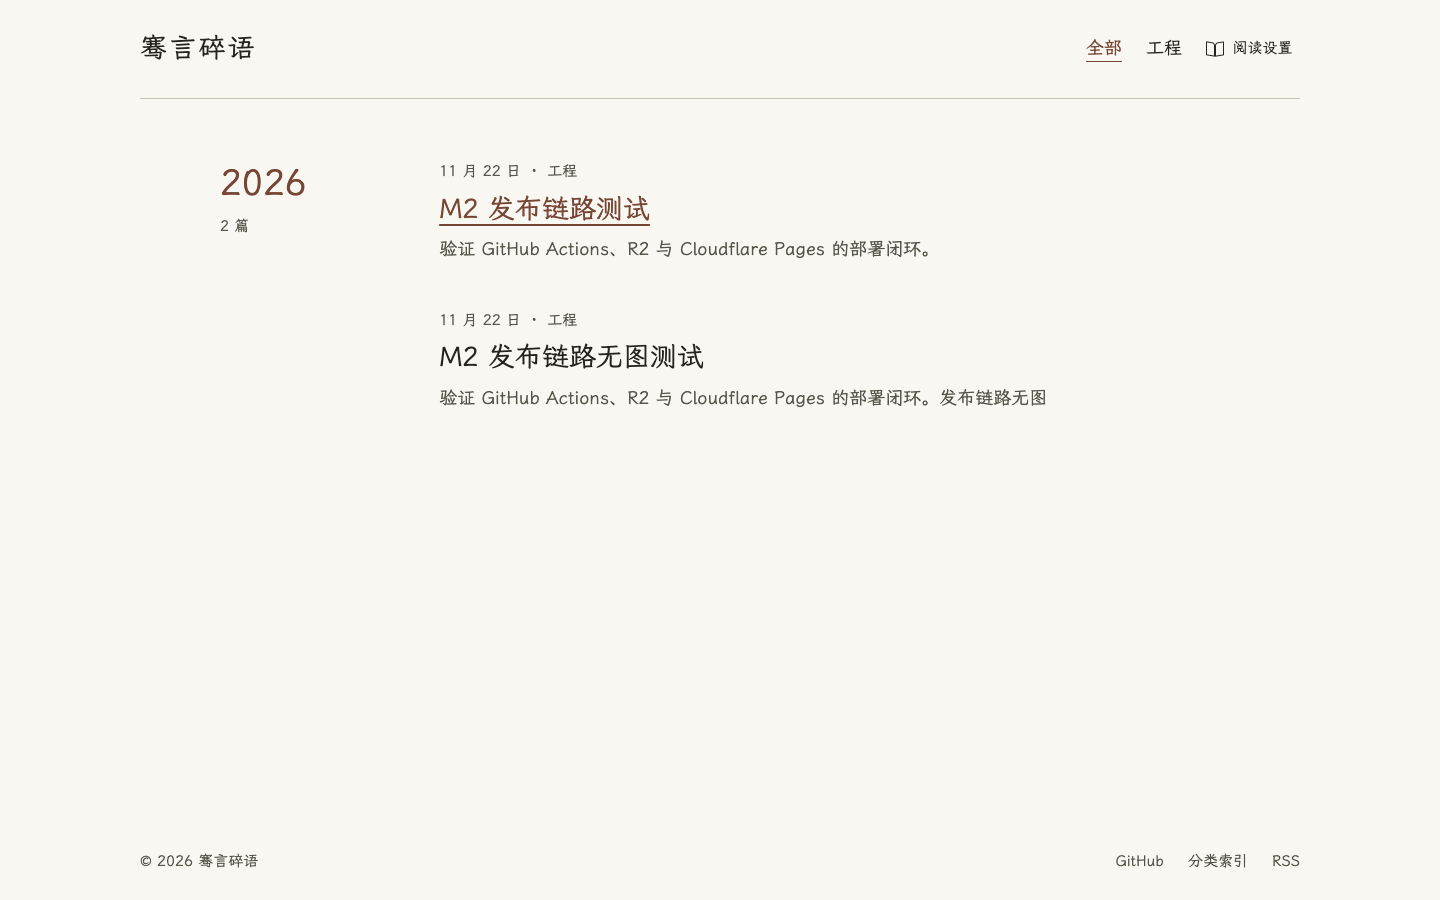 骞言碎语
全部 工程 阅读设置
2026
2 篇
11 月 22 日 · 工程
M2 发布链路测试
验证 GitHub Actions、R2 与 Cloudflare Pages 的部署闭环。
11 月 22 日 · 工程
M2 发布链路无图测试
验证 GitHub Actions、R2 与 Cloudflare Pages 的部署闭环。发布链路无图
© 2026 骞言碎语
GitHub 分类索引 RSS